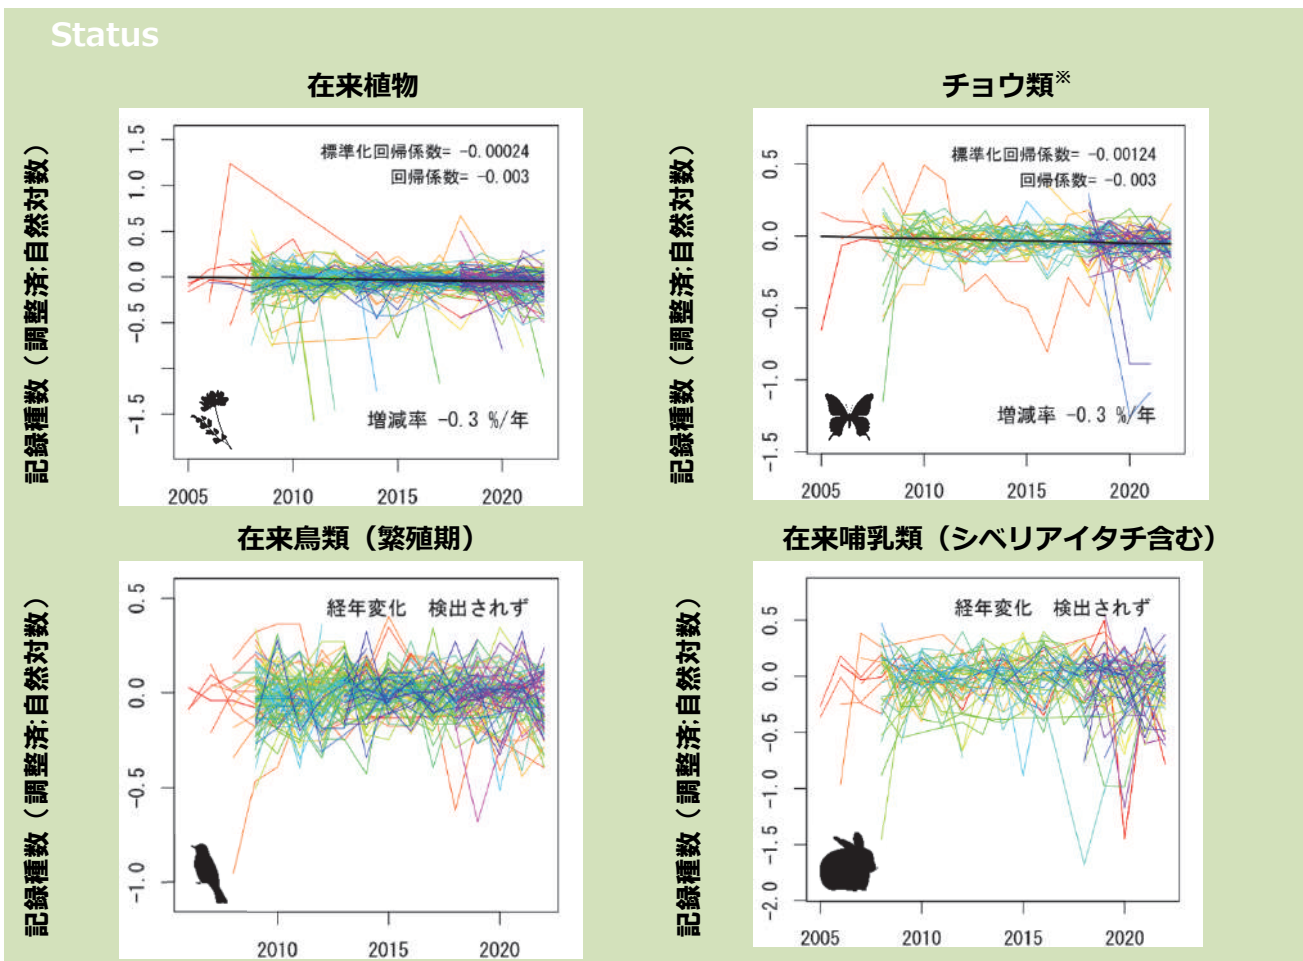 Status
在来植物
記録種数（調整済;自然対数）
標準化回帰係数= -0.00024
回帰係数= -0.003
増減率 -0.3 %/年
1.5
1.0
0.5
0.0
-0.5
-1.5
2005 2010 2015 2020
チョウ類※
記録種数（調整済;自然対数）
標準化回帰係数= -0.00124
回帰係数= -0.003
増減率 -0.3 %/年
0.5
0.0
-0.5
-1.0
-1.5
2005 2010 2015 2020
在来鳥類（繁殖期）
記録種数（調整済;自然対数）
経年変化 検出されず
0.5
0.0
-0.5
-1.0
2010 2015 2020
在来哺乳類（シベリアイタチ含む）
記録種数（調整済;自然対数）
経年変化 検出されず
0.5
0.0
-0.5
-1.0
-1.5
-2.0
2005 2010 2015 2020